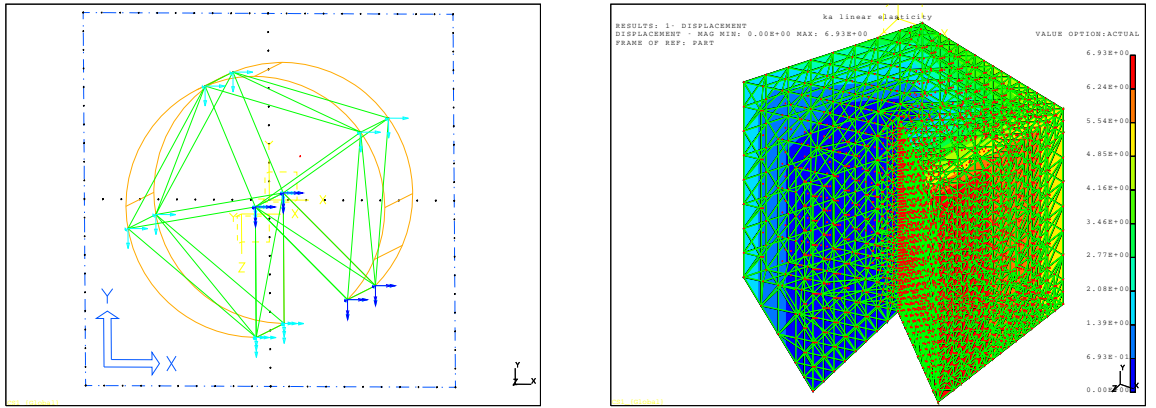 Y
X
Z
Y
X
Y
Z
X
ka linear elasticity
RESULTS: 1- DISPLACEMENT
DISPLACEMENT - MAG MIN: 0.00E+00 MAX: 6.93E+00
FRAME OF REF: PART
VALUE OPTION:ACTUAL
6.93E+00
6.24E+00
5.54E+00
4.85E+00
4.16E+00
3.46E+00
2.77E+00
2.08E+00
1.39E+00
6.93E-01
0.00E+00
Y
Z
X